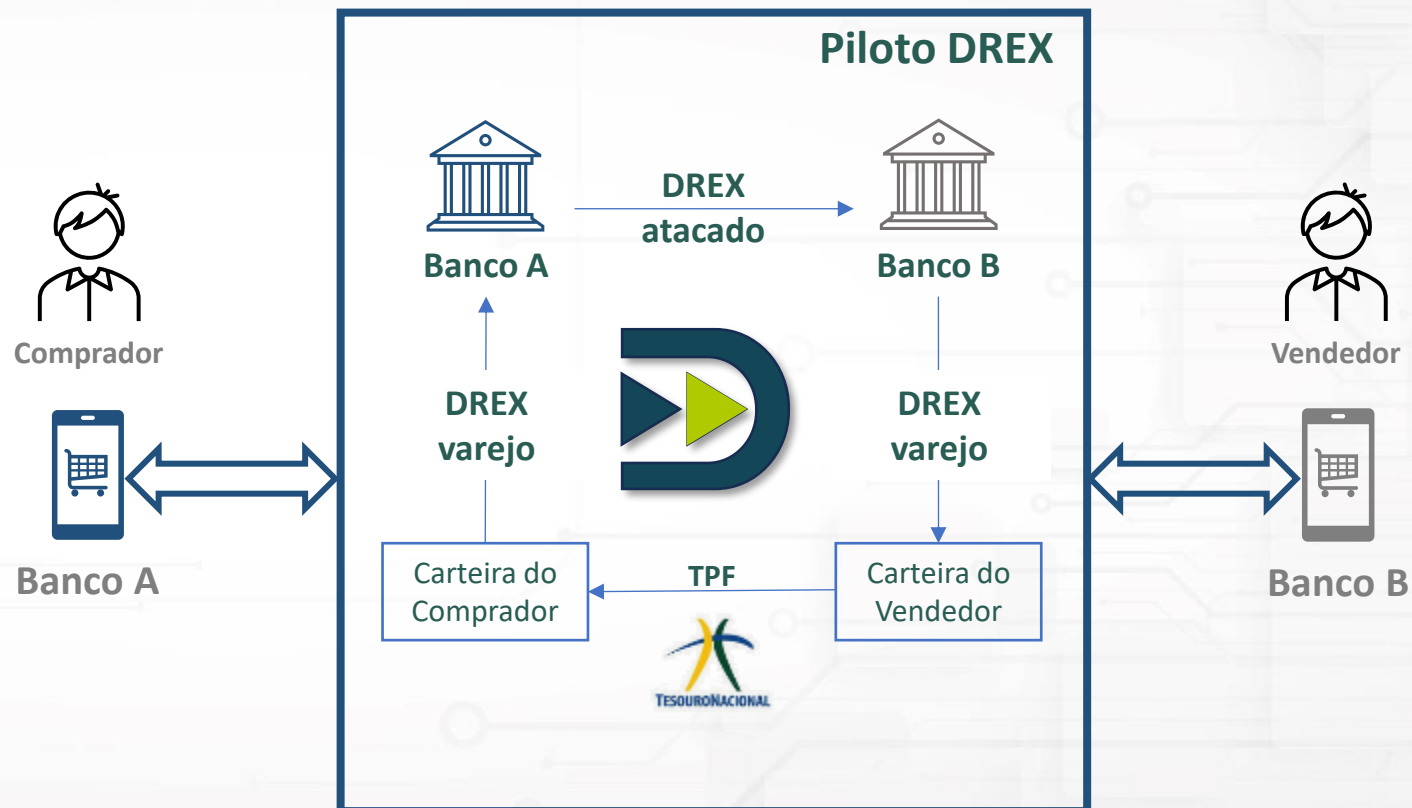 Piloto DREX
DREX
atacado
Banco A
Banco B
Comprador
Vendedor
DREX
varejo
DREX
varejo
Banco A
Banco B
Carteira do
Comprador
TPF
Carteira do
Vendedor
TESOURONACIONAL